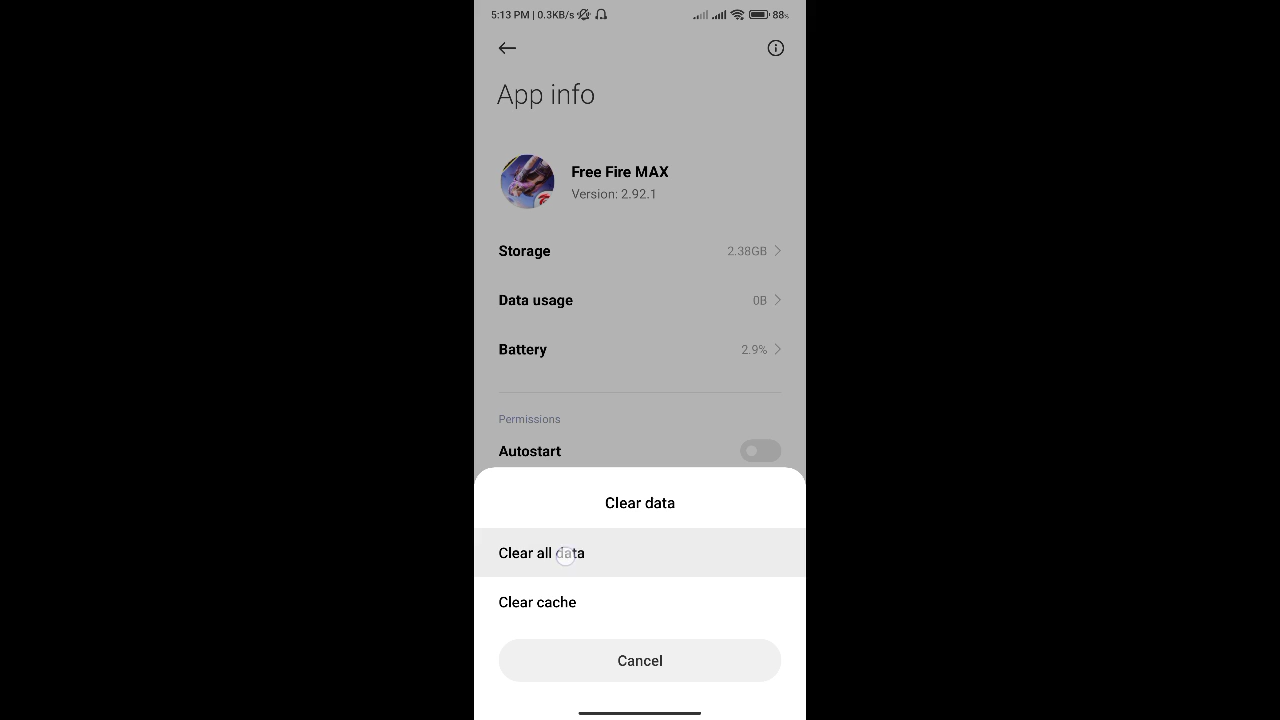 5:13 PM | 0.3KB/s
88%
App info
Free Fire MAX
Version: 2.92.1
Storage 2.38GB
Data usage 0B
Battery 2.9%
Permissions
Autostart
Clear data
Clear all data
Clear cache
Cancel